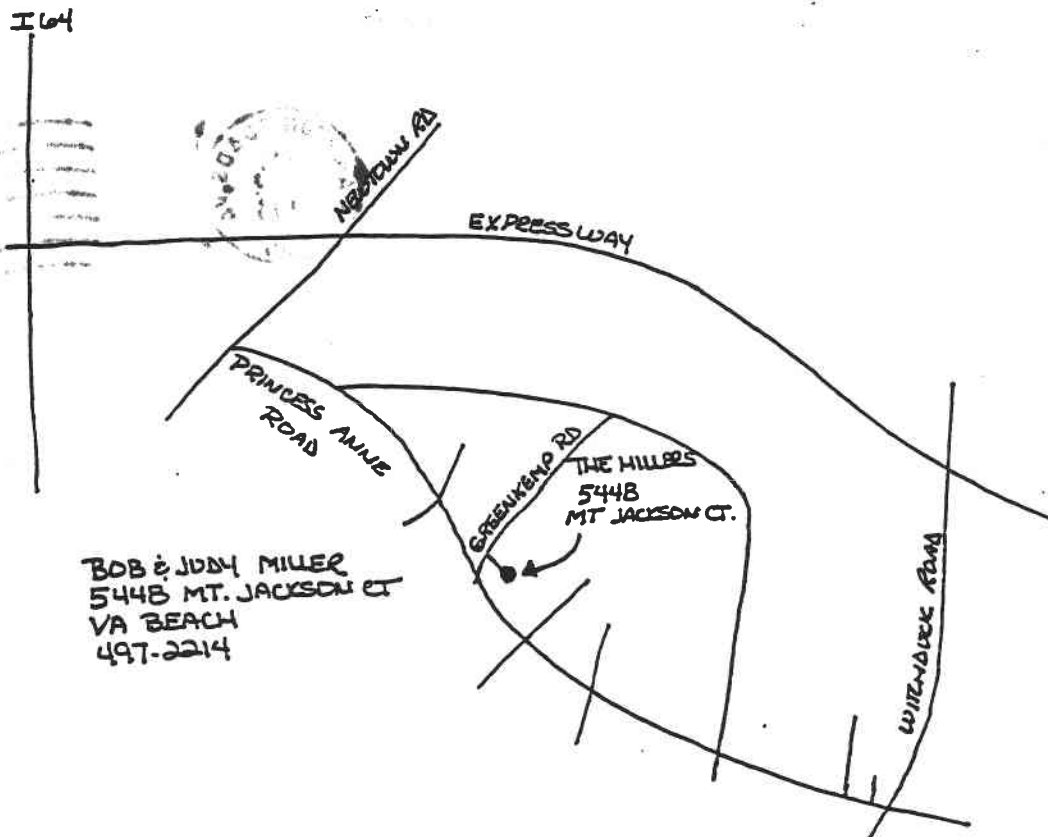 I64
NEWTOWN RD
EXPRESSWAY
PRINCESS ANNE
ROAD
GREENKEMP RD
THE MILLERS
5448
MT JACKSON CT.
WITCHDUCK ROAD
BOB & JUDY MILLER
5448 MT. JACKSON CT
VA BEACH
497-2214